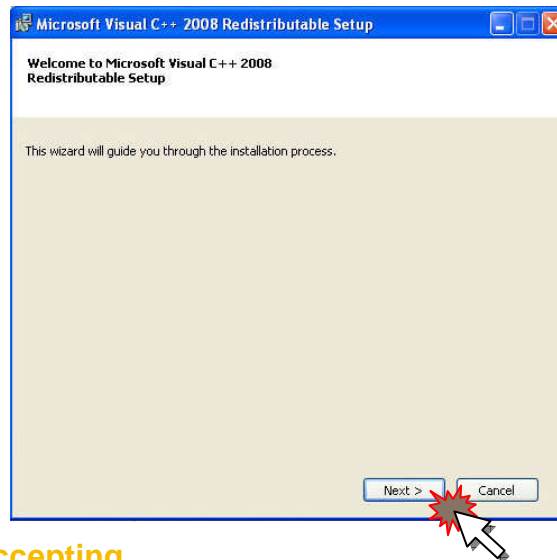 Microsoft Visual C++ 2008 Redistributable Setup
Welcome to Microsoft Visual C++ 2008
Redistributable Setup
This wizard will guide you through the installation process.
Next >
Cancel